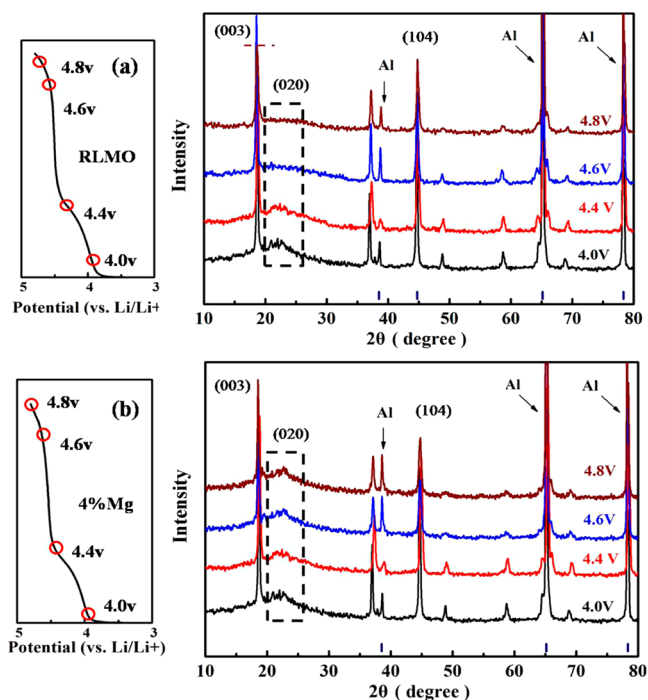 (a)
4.8v
4.6v
RLMO
4.4v
4.0v
5 4 3
Potential (vs. Li/Li+
(003)
(020)
Al
(104)
Al
Al
4.8V
4.6V
4.4 V
4.0V
Intensity
10 20 30 40 50 60 70 80
2θ ( degree )
(b)
4.8v
4.6v
4%Mg
4.4v
4.0v
5 4 3
Potential (vs. Li/Li+)
(003)
(020)
Al
(104)
Al
Al
4.8V
4.6V
4.4 V
4.0V
Intensity
10 20 30 40 50 60 70 80
2θ ( degree )